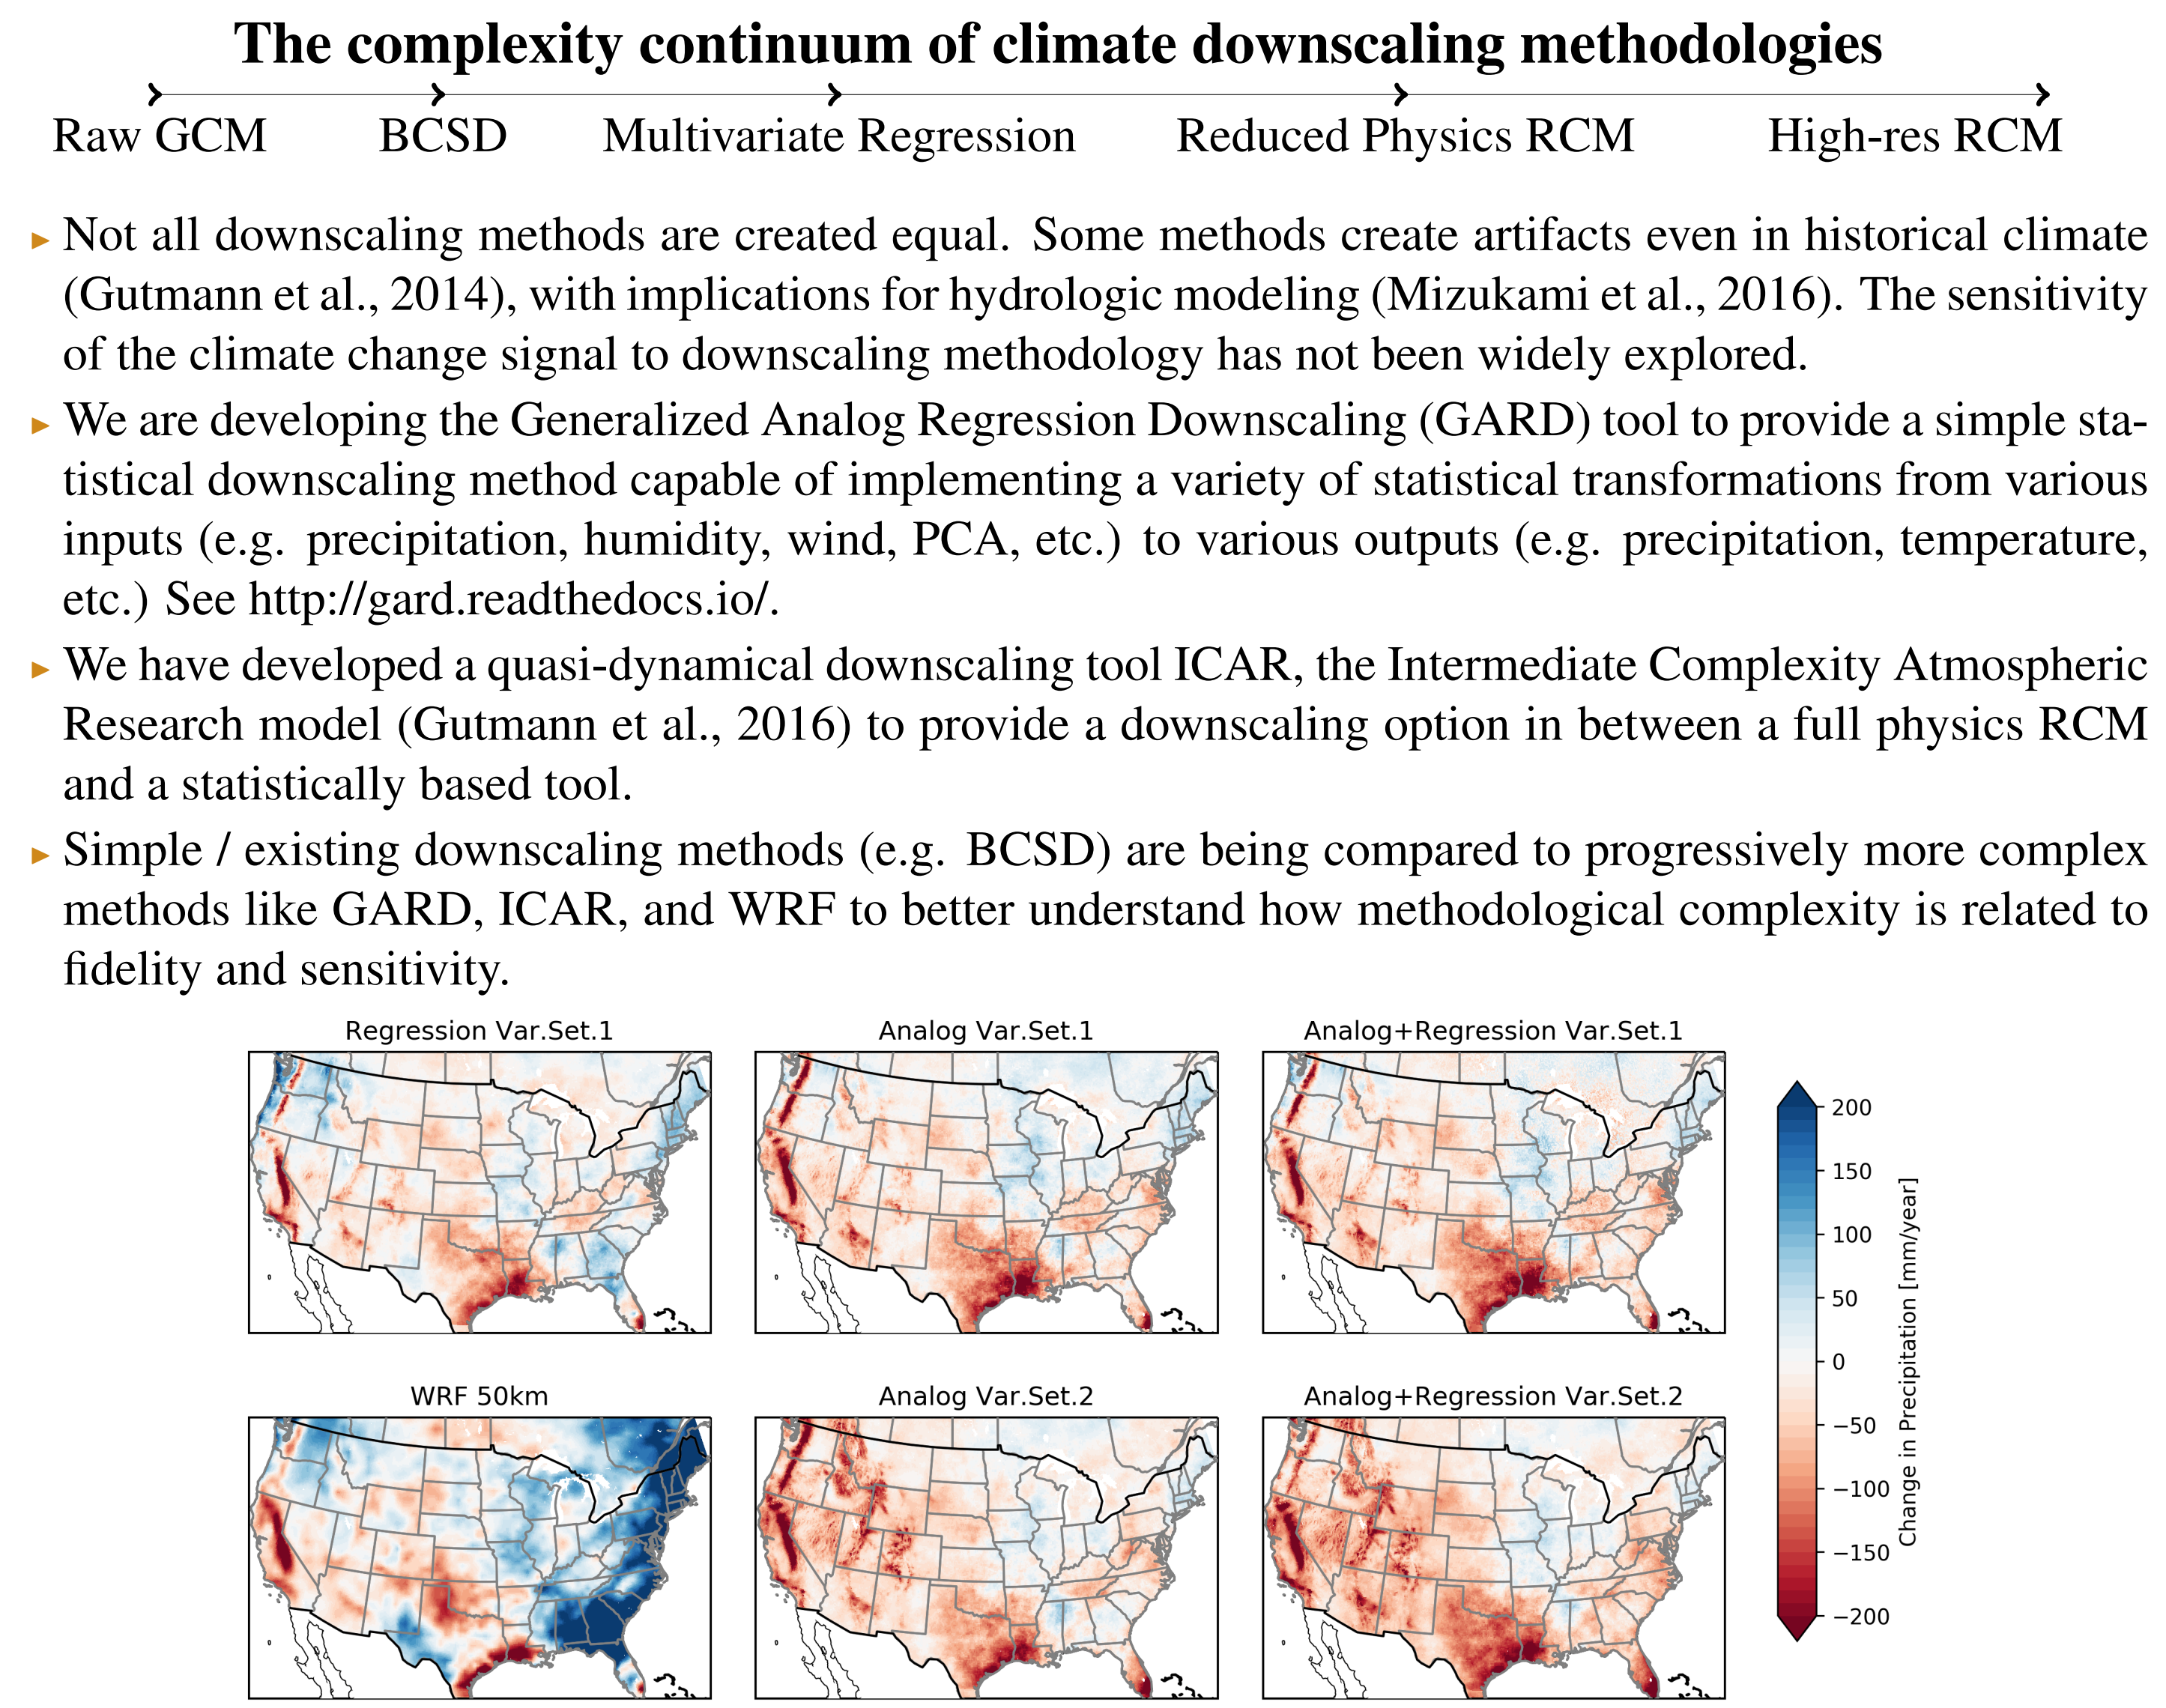 The complexity continuum of climate downscaling methodologies
Raw GCM BCSD Multivariate Regression Reduced Physics RCM High-res RCM
Not all downscaling methods are created equal. Some methods create artifacts even in historical climate
(Gutmann et al., 2014), with implications for hydrologic modeling (Mizukami et al., 2016). The sensitivity
of the climate change signal to downscaling methodology has not been widely explored.
We are developing the Generalized Analog Regression Downscaling (GARD) tool to provide a simple sta-
tistical downscaling method capable of implementing a variety of statistical transformations from various
inputs (e.g. precipitation, humidity, wind, PCA, etc.) to various outputs (e.g. precipitation, temperature,
etc.) See http://gard.readthedocs.io/.
We have developed a quasi-dynamical downscaling tool ICAR, the Intermediate Complexity Atmospheric
Research model (Gutmann et al., 2016) to provide a downscaling option in between a full physics RCM
and a statistically based tool.
Simple / existing downscaling methods (e.g. BCSD) are being compared to progressively more complex
methods like GARD, ICAR, and WRF to better understand how methodological complexity is related to
fidelity and sensitivity.
Regression Var.Set.1
Analog Var.Set.1
Analog+Regression Var.Set.1
WRF 50km
Analog Var.Set.2
Analog+Regression Var.Set.2
200
150
100
50
0
−50
−100
−150
−200
Change in Precipitation [mm/year]